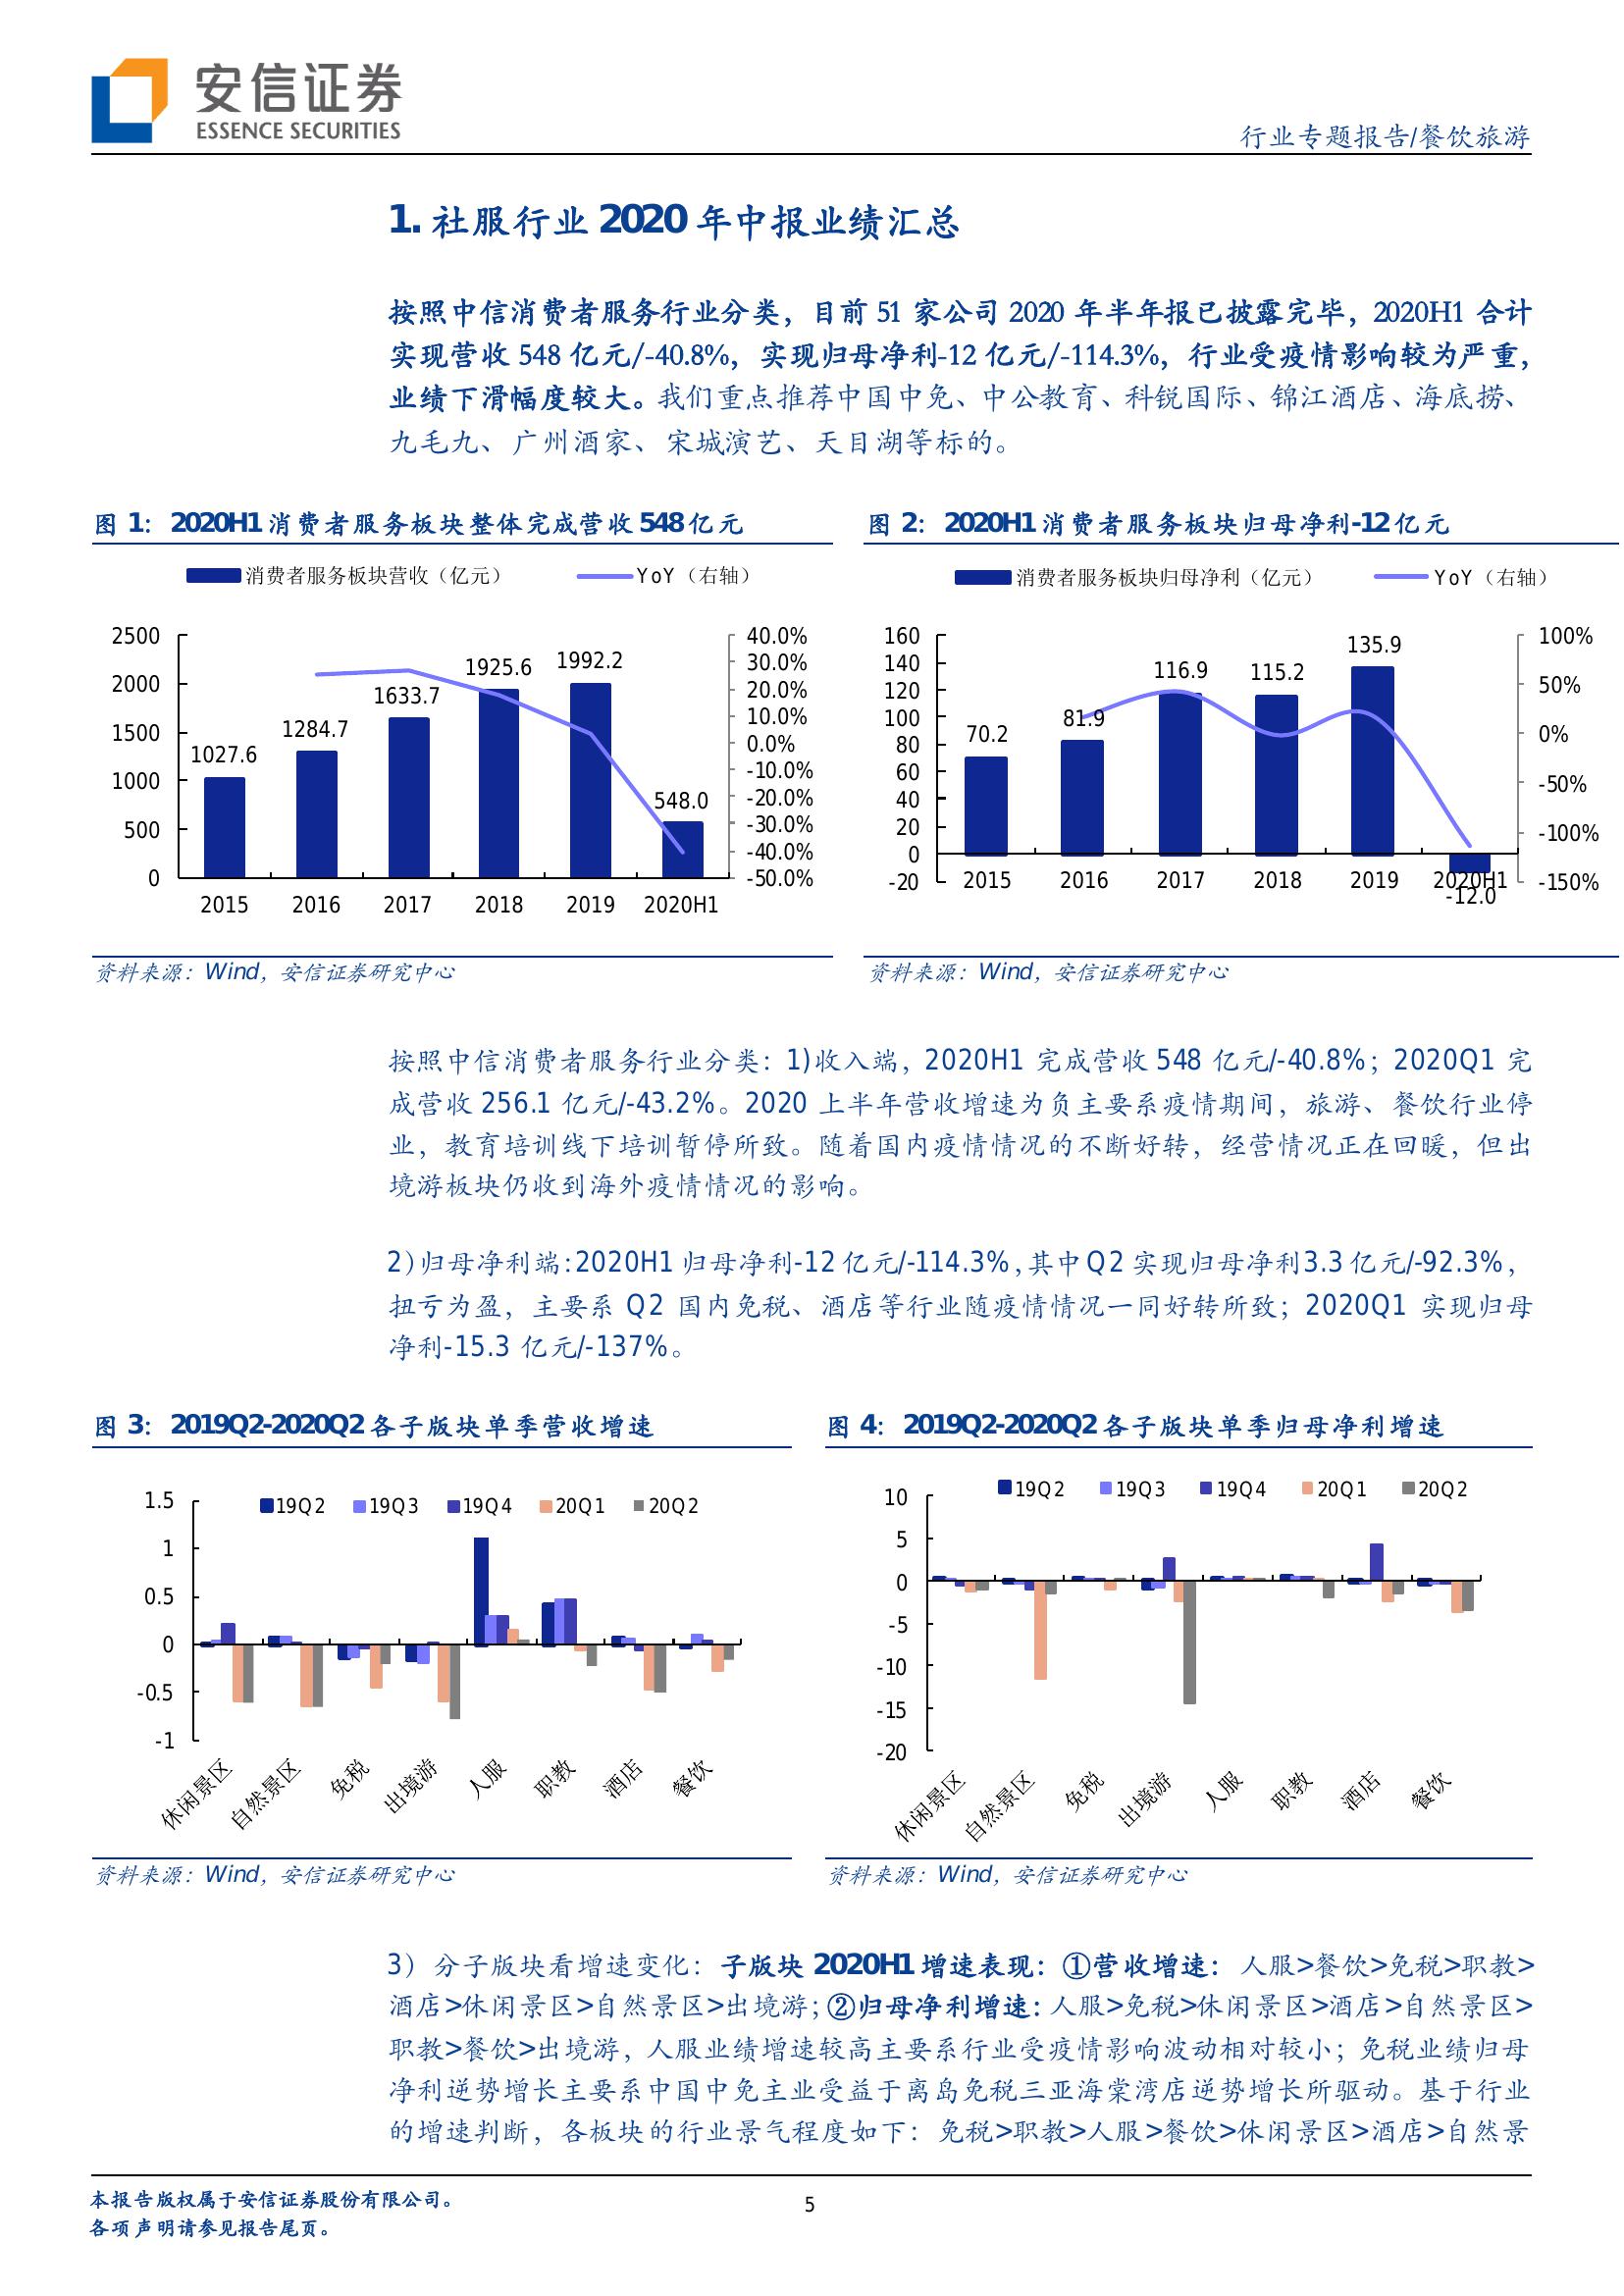 安信证券
ESSENCE SECURITIES
行业专题报告/餐饮旅游
1. 社服行业 2020 年中报业绩汇总
按照中信消费者服务行业分类，目前 51 家公司 2020 年半年报已披露完毕，2020H1 合计
实现营收 548 亿元/-40.8%，实现归母净利-12 亿元/-114.3%，行业受疫情影响较为严重，
业绩下滑幅度较大。我们重点推荐中国中免、中公教育、科锐国际、锦江酒店、海底捞、
九毛九、广州酒家、宋城演艺、天目湖等标的。
图 1：2020H1 消费者服务板块整体完成营收 548 亿元
消费者服务板块营收（亿元） YoY（右轴）
2500
2000
1500
1000
500
0
1027.6
1284.7
1633.7
1925.6
1992.2
548.0
40.0%
30.0%
20.0%
10.0%
0.0%
-10.0%
-20.0%
-30.0%
-40.0%
-50.0%
2015 2016 2017 2018 2019 2020H1
资料来源：Wind，安信证券研究中心
图 2：2020H1 消费者服务板块归母净利-12 亿元
消费者服务板块归母净利（亿元） YoY（右轴）
160
140
120
100
80
60
40
20
0
-20
70.2
81.9
116.9
115.2
135.9
-12.0
100%
50%
0%
-50%
-100%
-150%
2015 2016 2017 2018 2019 2020H1
资料来源：Wind，安信证券研究中心
按照中信消费者服务行业分类：1)收入端，2020H1 完成营收 548 亿元/-40.8%；2020Q1 完
成营收 256.1 亿元/-43.2%。2020 上半年营收增速为负主要系疫情期间，旅游、餐饮行业停
业，教育培训线下培训暂停所致。随着国内疫情情况的不断好转，经营情况正在回暖，但出
境游板块仍收到海外疫情情况的影响。
2)归母净利端:2020H1 归母净利-12 亿元/-114.3%,其中 Q2 实现归母净利 3.3 亿元/-92.3%，
扭亏为盈，主要系 Q2 国内免税、酒店等行业随疫情情况一同好转所致；2020Q1 实现归母
净利-15.3 亿元/-137%。
图 3：2019Q2-2020Q2 各子版块单季营收增速
19Q2 19Q3 19Q4 20Q1 20Q2
1.5
1
0.5
0
-0.5
-1
休闲景区 自然景区 免税 出境游 人服 职教 酒店 餐饮
资料来源：Wind，安信证券研究中心
图 4：2019Q2-2020Q2 各子版块单季归母净利增速
19Q2 19Q3 19Q4 20Q1 20Q2
10
5
0
-5
-10
-15
-20
休闲景区 自然景区 免税 出境游 人服 职教 酒店 餐饮
资料来源：Wind，安信证券研究中心
3）分子版块看增速变化：子版块 2020H1 增速表现：①营收增速：人服>餐饮>免税>职教>
酒店>休闲景区>自然景区>出境游;②归母净利增速:人服>免税>休闲景区>酒店>自然景区>
职教>餐饮>出境游，人服业绩增速较高主要系行业受疫情影响波动相对较小；免税业绩归母
净利逆势增长主要系中国中免主业受益于离岛免税三亚海棠湾店逆势增长所驱动。基于行业
的增速判断，各板块的行业景气程度如下：免税>职教>人服>餐饮>休闲景区>酒店>自然景
本报告版权属于安信证券股份有限公司。
各项声明请参见报告尾页。
5